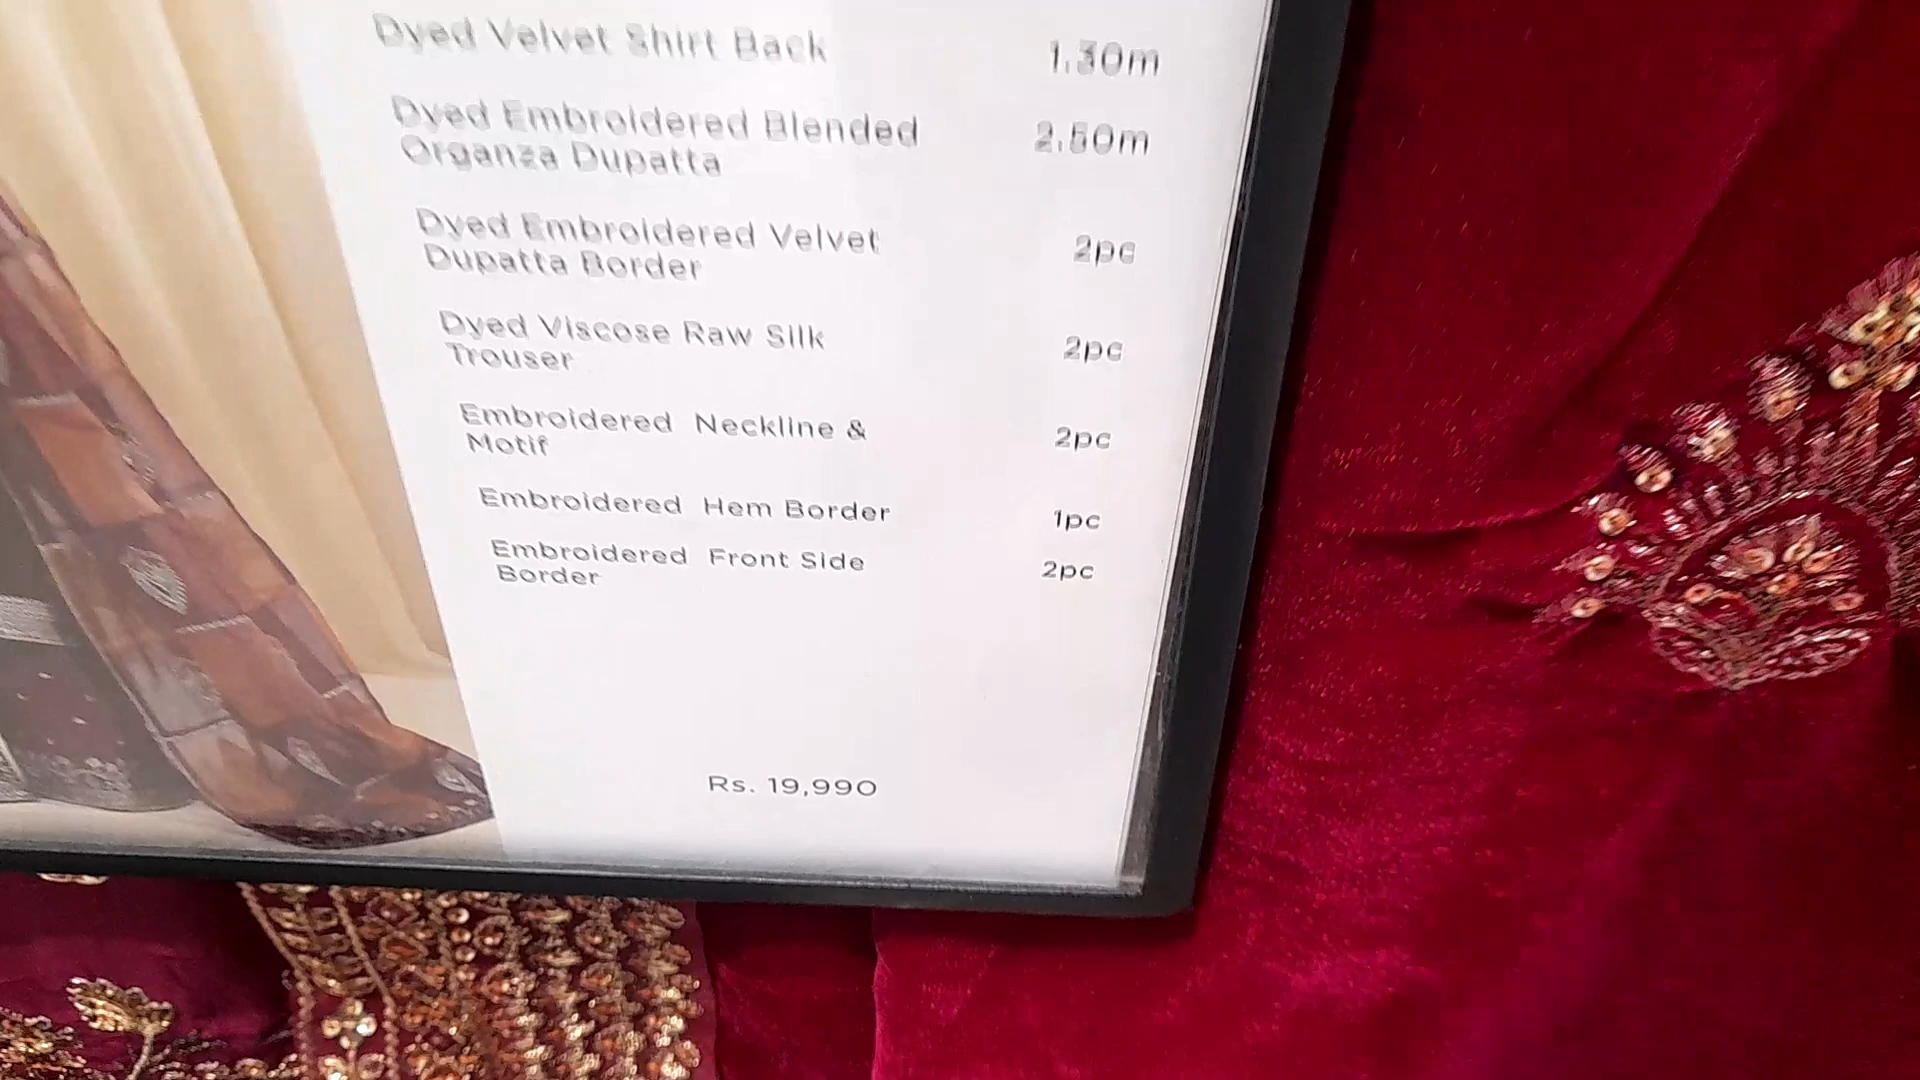 Dyed Velvet Shirt Back 1.30m
Dyed Embroidered Blended 2.50m
Organza Dupatta
Dyed Embroidered Velvet 2pc
Dupatta Border
Dyed Viscose Raw Silk 2pc
Trouser
Embroidered Neckline & 2pc
Motif
Embroidered Hem Border 1pc
Embroidered Front Side 2pc
Border
Rs. 19,990